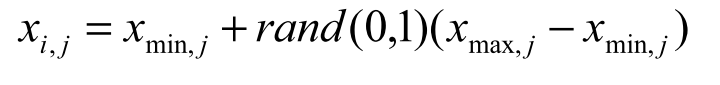 x_{i,j} = x_{min,j} + rand(0,1)(x_{max,j} − x_{min,j})